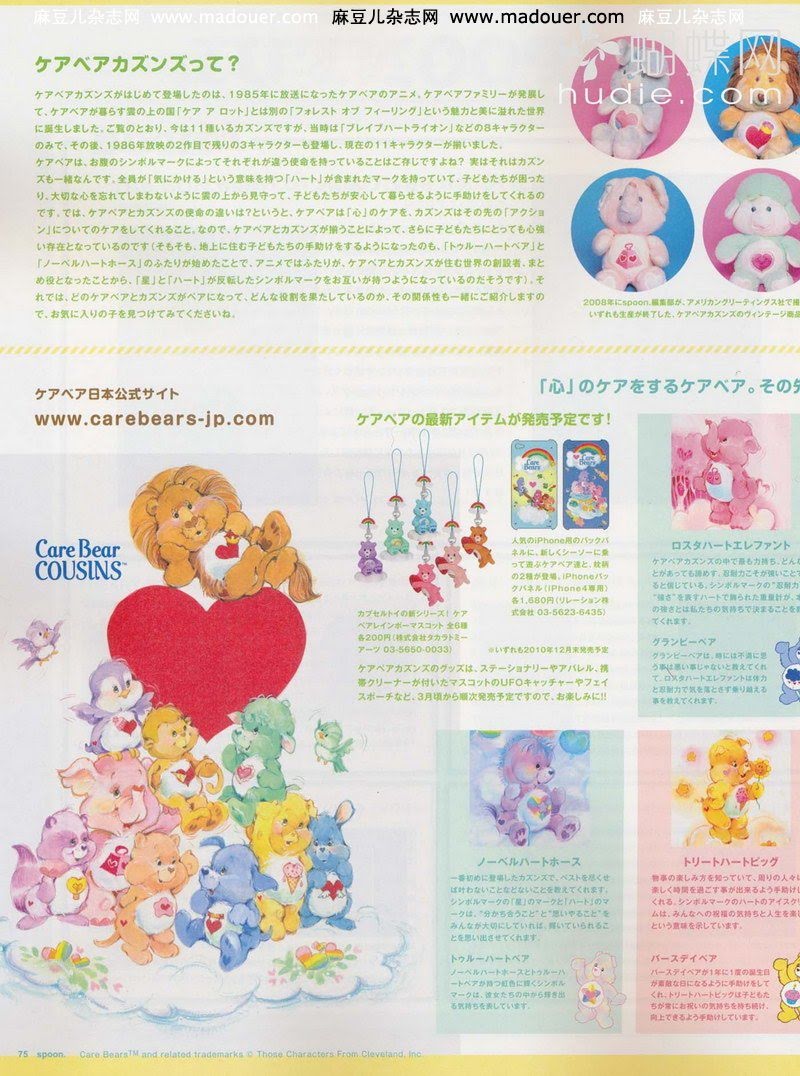 麻豆儿杂志网 www.madouer.com 麻豆儿杂志网 www.madouer.com 麻豆儿杂志网
蝴蝶网
hudie.com
ケアベアカズンズって？
ケアベアカズンズがはじめて登場したのは、1985年に放送になったケアベアのアニメ。ケアベアファミリーが発展し
て、ケアベアが暮らす雲の上の国「ケア ア ロット」とは別の「フォレスト オブ フィーリング」という魅力と美に溢れた世界
に誕生しました。ご覧のとおり、今は11種いるカズンズですが、当時は「ブレイブハートライオン」などの8キャラクター
のみで、その後、1986年放映の2作目で残りの3キャラクターも登場し、現在の11キャラクターが揃いました。
ケアベアは、お腹のシンボルマークによってそれぞれが違う使命を持っていることはご存じですよね？ 実はそれはカズン
ズも一緒なんです。全員が「気にかける」という意味を持つ「ハート」が含まれたマークを持っていて、子どもたちが困った
り、大切な心を忘れてしまわないように雲の上から見守って、子どもたちが安心して暮らせるように手助けをしてくれるの
です。では、ケアベアとカズンズの使命の違いは？というと、ケアベアは「心」のケアを、カズンズはその先の「アクショ
ン」についてのケアをしてくれること。なので、ケアベアとカズンズが揃うことによって、さらに子どもたちにとっても心強
い存在となっているのです（そもそも、地上に住む子どもたちの手助けをするようになったのも、「トゥルーハートベア」と
「ノーベルハートホース」のふたりが始めたことで、アニメではふたりが、ケアベアとカズンズが住む世界の創設者、まと
め役となったことから、「星」と「ハート」が反転したシンボルマークをお互いが持つようになっているのだそうです）。そ
れでは、どのケアベアとカズンズがペアになって、どんな役割を果たしているのか、その関係性も一緒にご紹介しますの
で、お気に入りの子を見つけてみてくださいね。
2008年にspoon.編集部が、アメリカングリーティングス社で撮
いずれも生産が終了した、ケアベアカズンズのヴィンテージ商品
ケアベア日本公式サイト
www.carebears-jp.com
「心」のケアをするケアベア。その先
ケアベアの最新アイテムが発売予定です！
Care Bear
COUSINS™
Care Bears
Care Bears
カプセルトイの新シリーズ！ ケア
ベアレインボーマスコット 全6種
各200円（株式会社タカラトミー
アーツ 03-5650-0033）
人気のiPhone用のバックパ
ネルに、新しくシーソーに乗
って遊ぶケアベア達と、枕柄
の2種が登場。iPhoneバッ
クパネル（iPhone4専用）
各1,680円（リレーション株
式会社 03-5623-6435）
※いずれも2010年12月末発売予定
ケアベアカズンズのグッズは、ステーショナリーやアパレル、携
帯クリーナーが付いたマスコットのUFOキャッチャーやフェイ
スポーチなど、3月頃から順次発売予定ですので、お楽しみに!!
ロスタハートエレファント
ケアベアカズンズの中で最も力持ち。どんな
とがあっても諦めず、忍耐力こそが強いことで
ると信じている。シンボルマークの“忍耐力”
“強さ”を表すハートで飾られた重量計が、本
の強さとは私たちの気持ちで決まることを教
てくれます。
グランピーベア
グランピーベアは、時には不満に思
う事は悪い事じゃないと教えてくれ
て、ロスタハートエレファントは体力
と忍耐力で気を落とさず乗り越える
事を教えてくれます。
ノーベルハートホース
一番初めに登場したカズンズで、ベストを尽くせ
ば叶わないことなどないことを教えてくれます。
シンボルマークの「星」のマークと「ハート」のマー
クは、“分かち合うこと”と“思いやること”を
みんなが大切にしていれば、輝いていられるこ
とを思い出させてくれます。
トゥルーハートベア
ノーベルハートホースとトゥルーハ
ートベアが持つ虹色に輝くシンボル
マークは、彼女たちの中から輝き出
る気持ちを表しています。
トリートハートピッグ
物事の楽しみ方を知っていて、周りの人々に
楽しく時間を過ごす事が出来るよう手助けし
くれる。シンボルマークのハートのアイスクリ
ムは、みんなへの祝福の気持ちと人生を楽し
という意味を示しています。
バースデイベア
バースデイベアが1年に1度の誕生日
が素敵な日になるように手助けをして
くれ、トリートハートピッグは子どもた
ちが常にお祝いの気持ちを持ち続け、
向上できるよう手助けしています。
75 spoon. Care Bears™ and related trademarks © Those Characters From Cleveland, Inc.